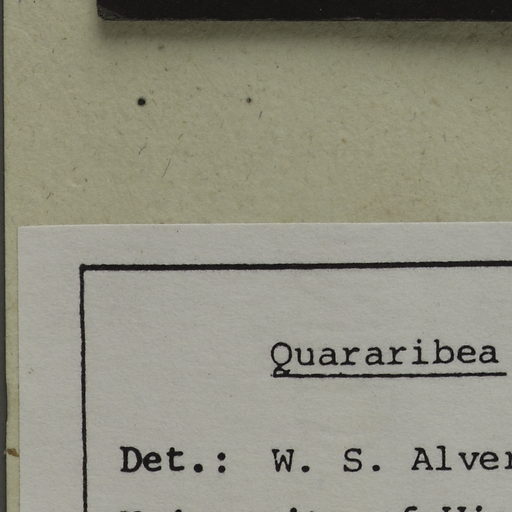 Quararibea
Det.: W. S. Alver